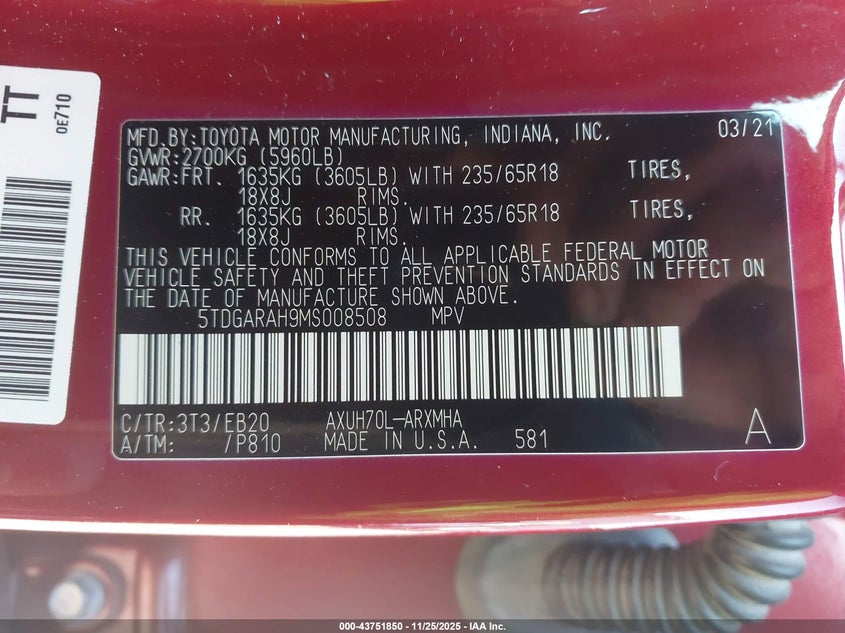 TT
0E710
MFD.BY:TOYOTA MOTOR MANUFACTURING, INDIANA, INC. 03/21
GVWR:2700KG (5960LB)
GAWR:FRT. 1635KG (3605LB) WITH 235/65R18 TIRES,
18X8J RIMS.
RR. 1635KG (3605LB) WITH 235/65R18 TIRES,
18X8J RIMS.
THIS VEHICLE CONFORMS TO ALL APPLICABLE FEDERAL MOTOR
VEHICLE SAFETY AND THEFT PREVENTION STANDARDS IN EFFECT ON
THE DATE OF MANUFACTURE SHOWN ABOVE.
5TDGARAH9MS008508 MPV
C/TR:3T3/EB20 AXUH70L-ARXMHA
A/TM: /P810 MADE IN U.S.A. 581 A
000-43751850 - 11/25/2025 - IAA Inc.